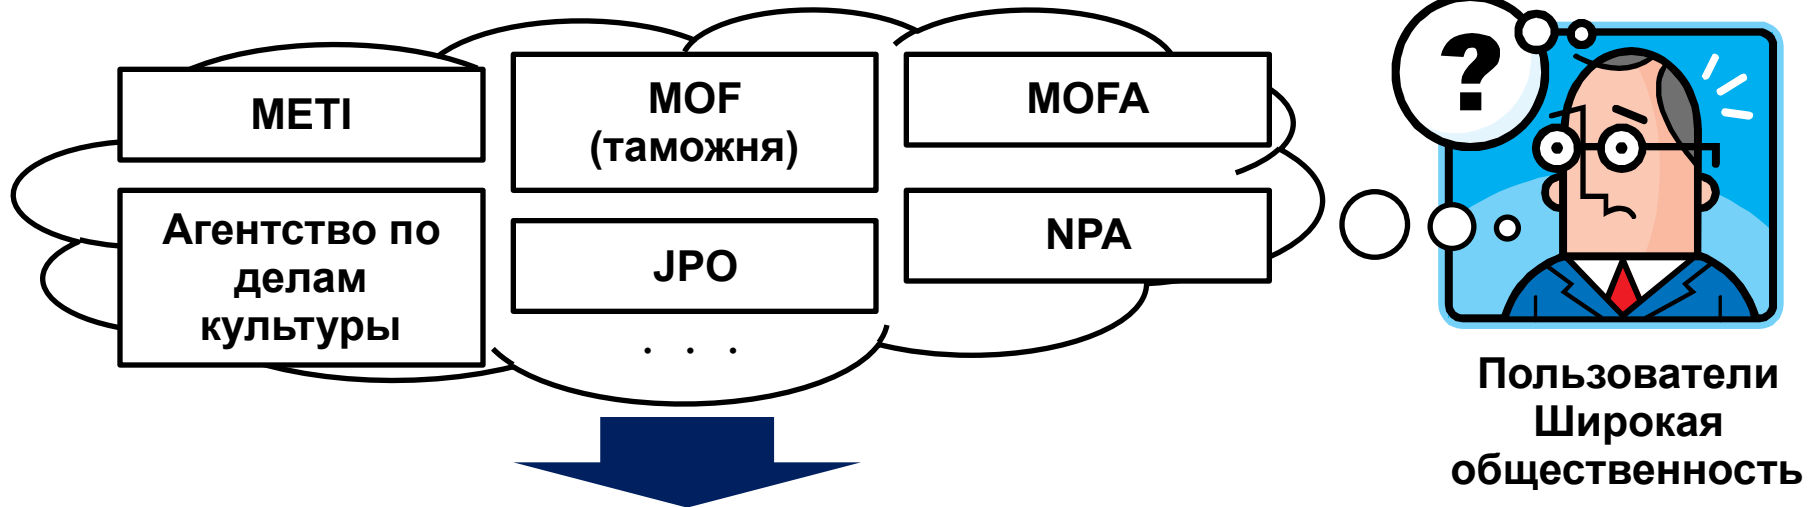 METI
MOF
(таможня)
MOFA
Агентство по
делам
культуры
JPO
NPA
. . .
?
Пользователи
Широкая
общественность